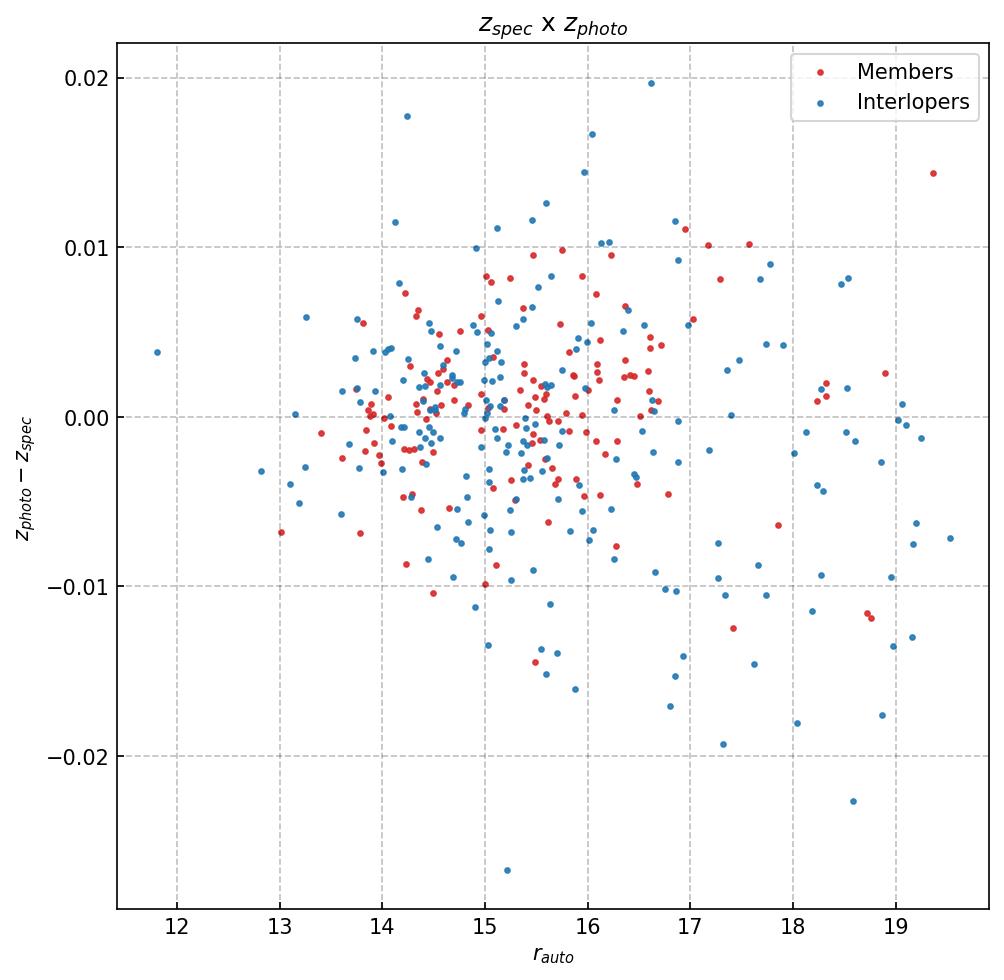 z_spec x z_photo
Members
Interlopers
0.02
0.01
0.00
−0.01
−0.02
z_photo − z_spec
12 13 14 15 16 17 18 19
r_auto